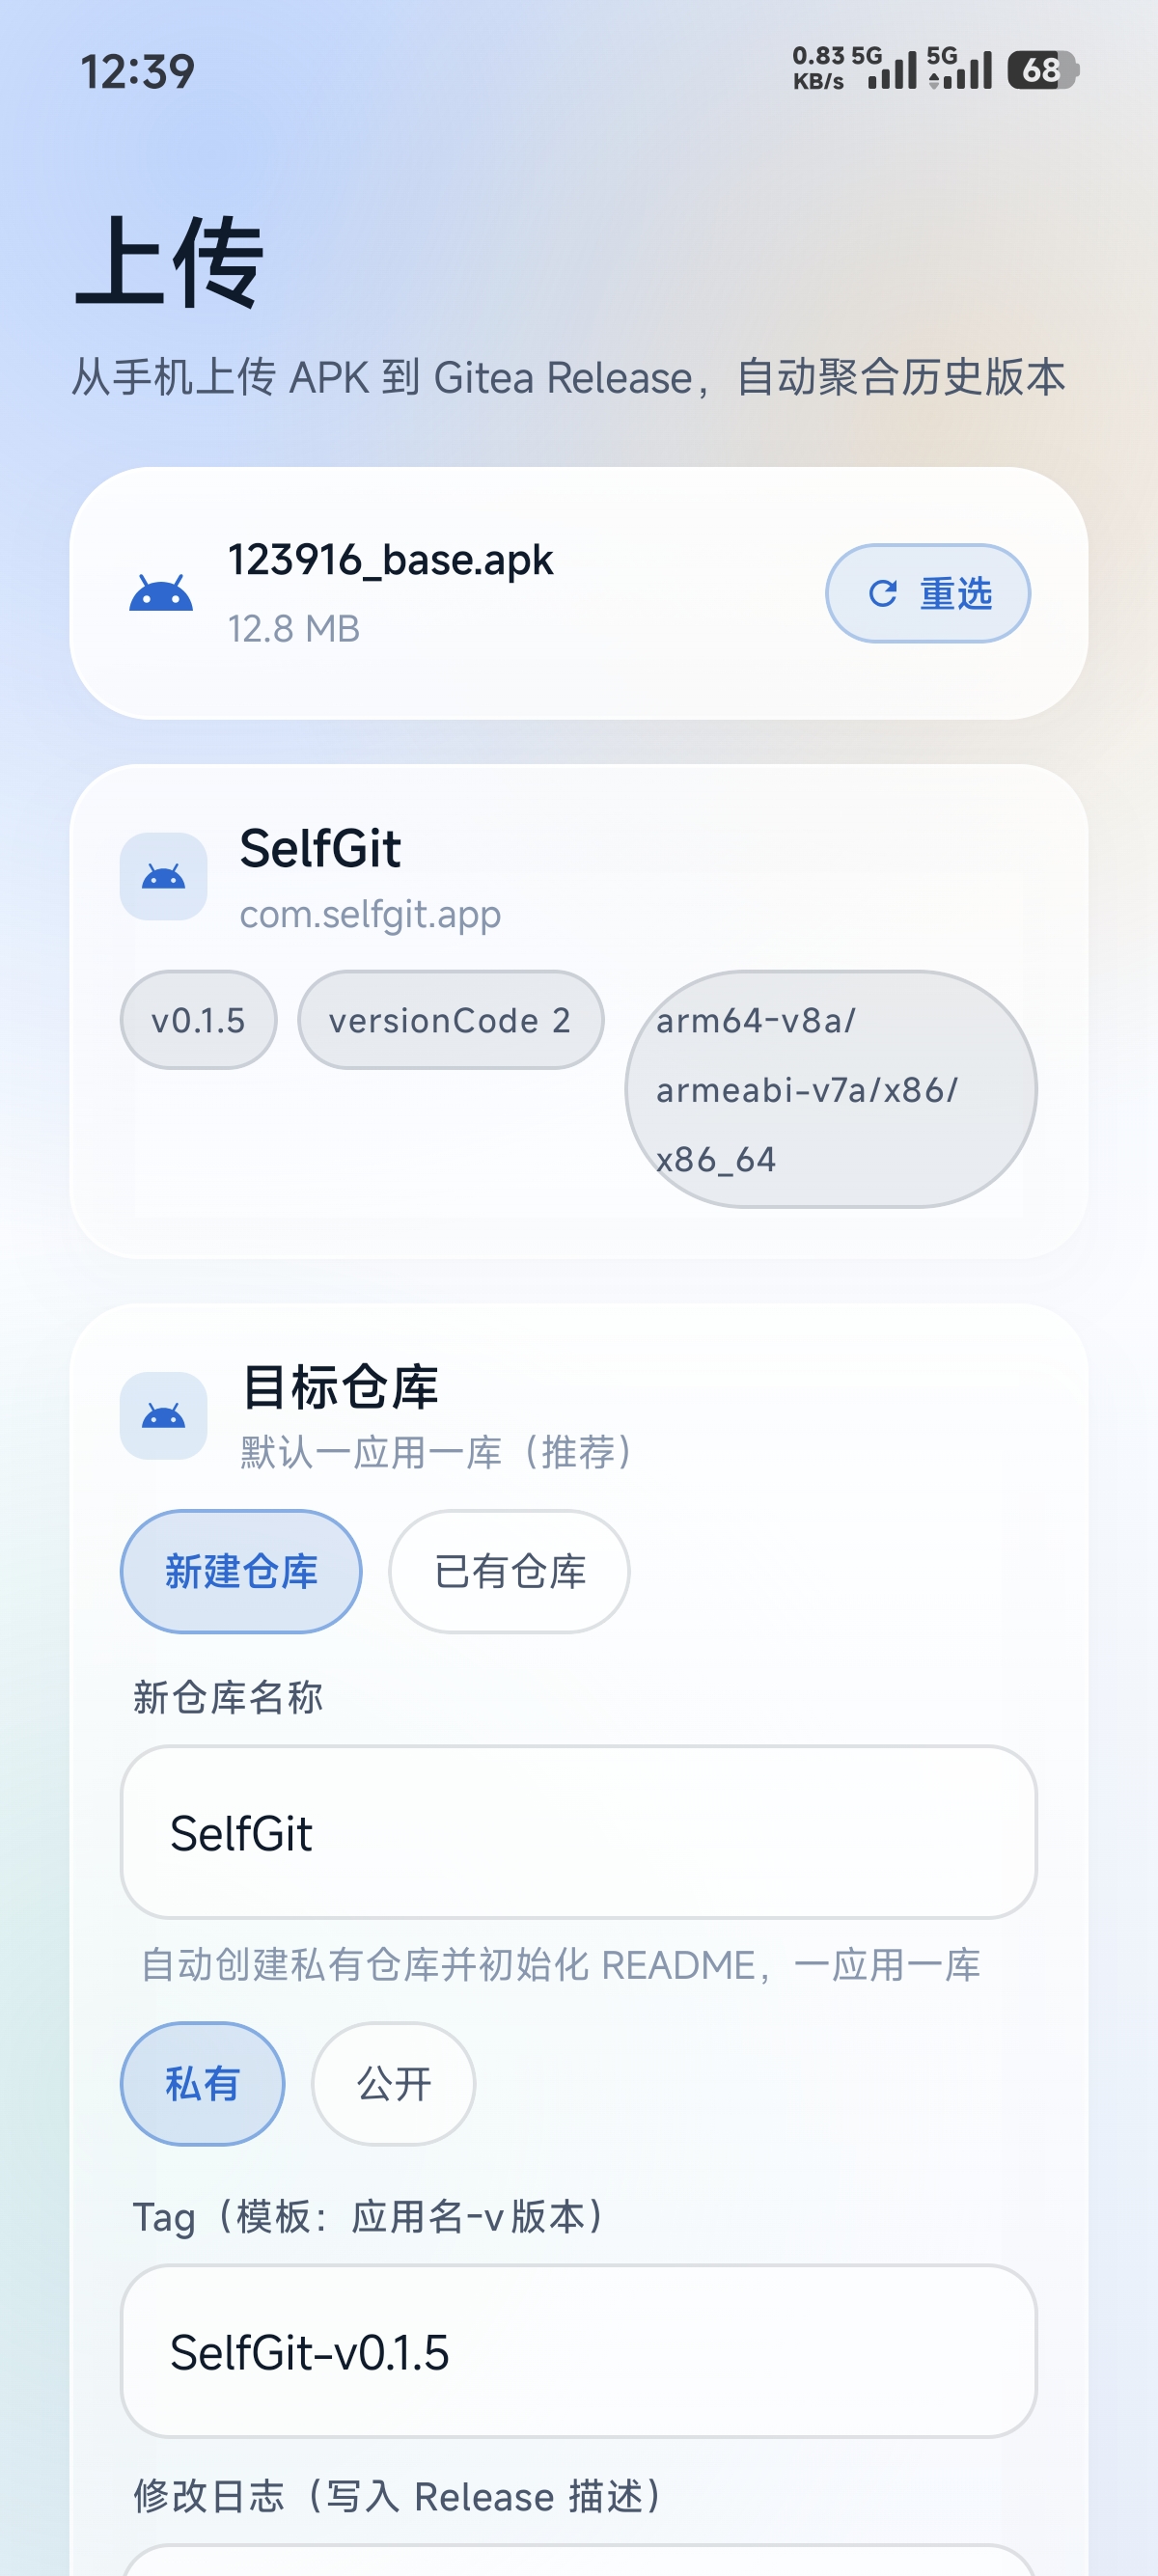 12:39
0.83 KB/s 5G 5G 68
上传
从手机上传 APK 到 Gitea Release，自动聚合历史版本
123916_base.apk
12.8 MB
重选
SelfGit
com.selfgit.app
v0.1.5
versionCode 2
arm64-v8a/
armeabi-v7a/x86/
x86_64
目标仓库
默认一应用一库（推荐）
新建仓库
已有仓库
新仓库名称
SelfGit
自动创建私有仓库并初始化 README，一应用一库
私有
公开
Tag（模板：应用名-v版本）
SelfGit-v0.1.5
修改日志（写入 Release 描述）